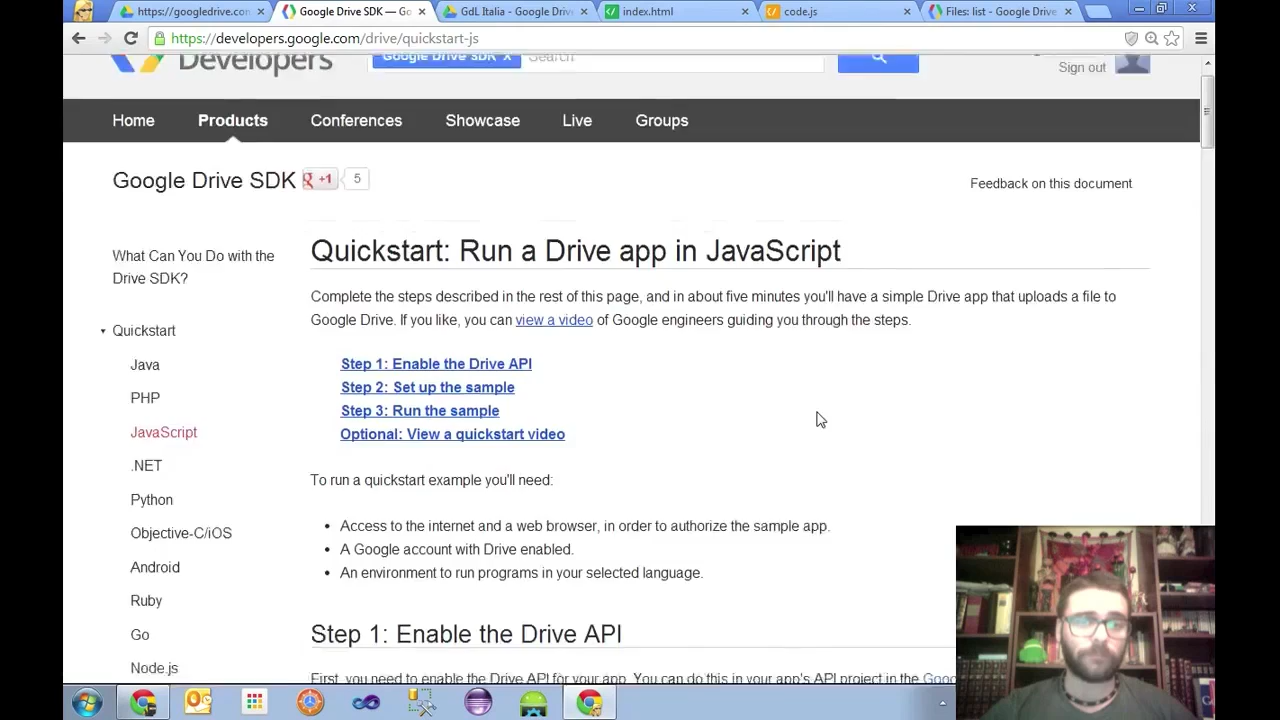 https://googledrive.con
Google Drive SDK — Go
GdL Italia - Google Drive
index.html
code.js
Files: list - Google Drive
https://developers.google.com/drive/quickstart-js
Developers
Google Drive SDK
Search
Sign out
Home
Products
Conferences
Showcase
Live
Groups
Google Drive SDK
+1
5
Feedback on this document
What Can You Do with the
Drive SDK?
Quickstart
Java
PHP
JavaScript
.NET
Python
Objective-C/iOS
Android
Ruby
Go
Node.js
Quickstart: Run a Drive app in JavaScript
Complete the steps described in the rest of this page, and in about five minutes you'll have a simple Drive app that uploads a file to
Google Drive. If you like, you can view a video of Google engineers guiding you through the steps.
Step 1: Enable the Drive API
Step 2: Set up the sample
Step 3: Run the sample
Optional: View a quickstart video
To run a quickstart example you'll need:
• Access to the internet and a web browser, in order to authorize the sample app.
• A Google account with Drive enabled.
• An environment to run programs in your selected language.
Step 1: Enable the Drive API
First, you need to enable the Drive API for your app. You can do this in your app's API project in the Goo